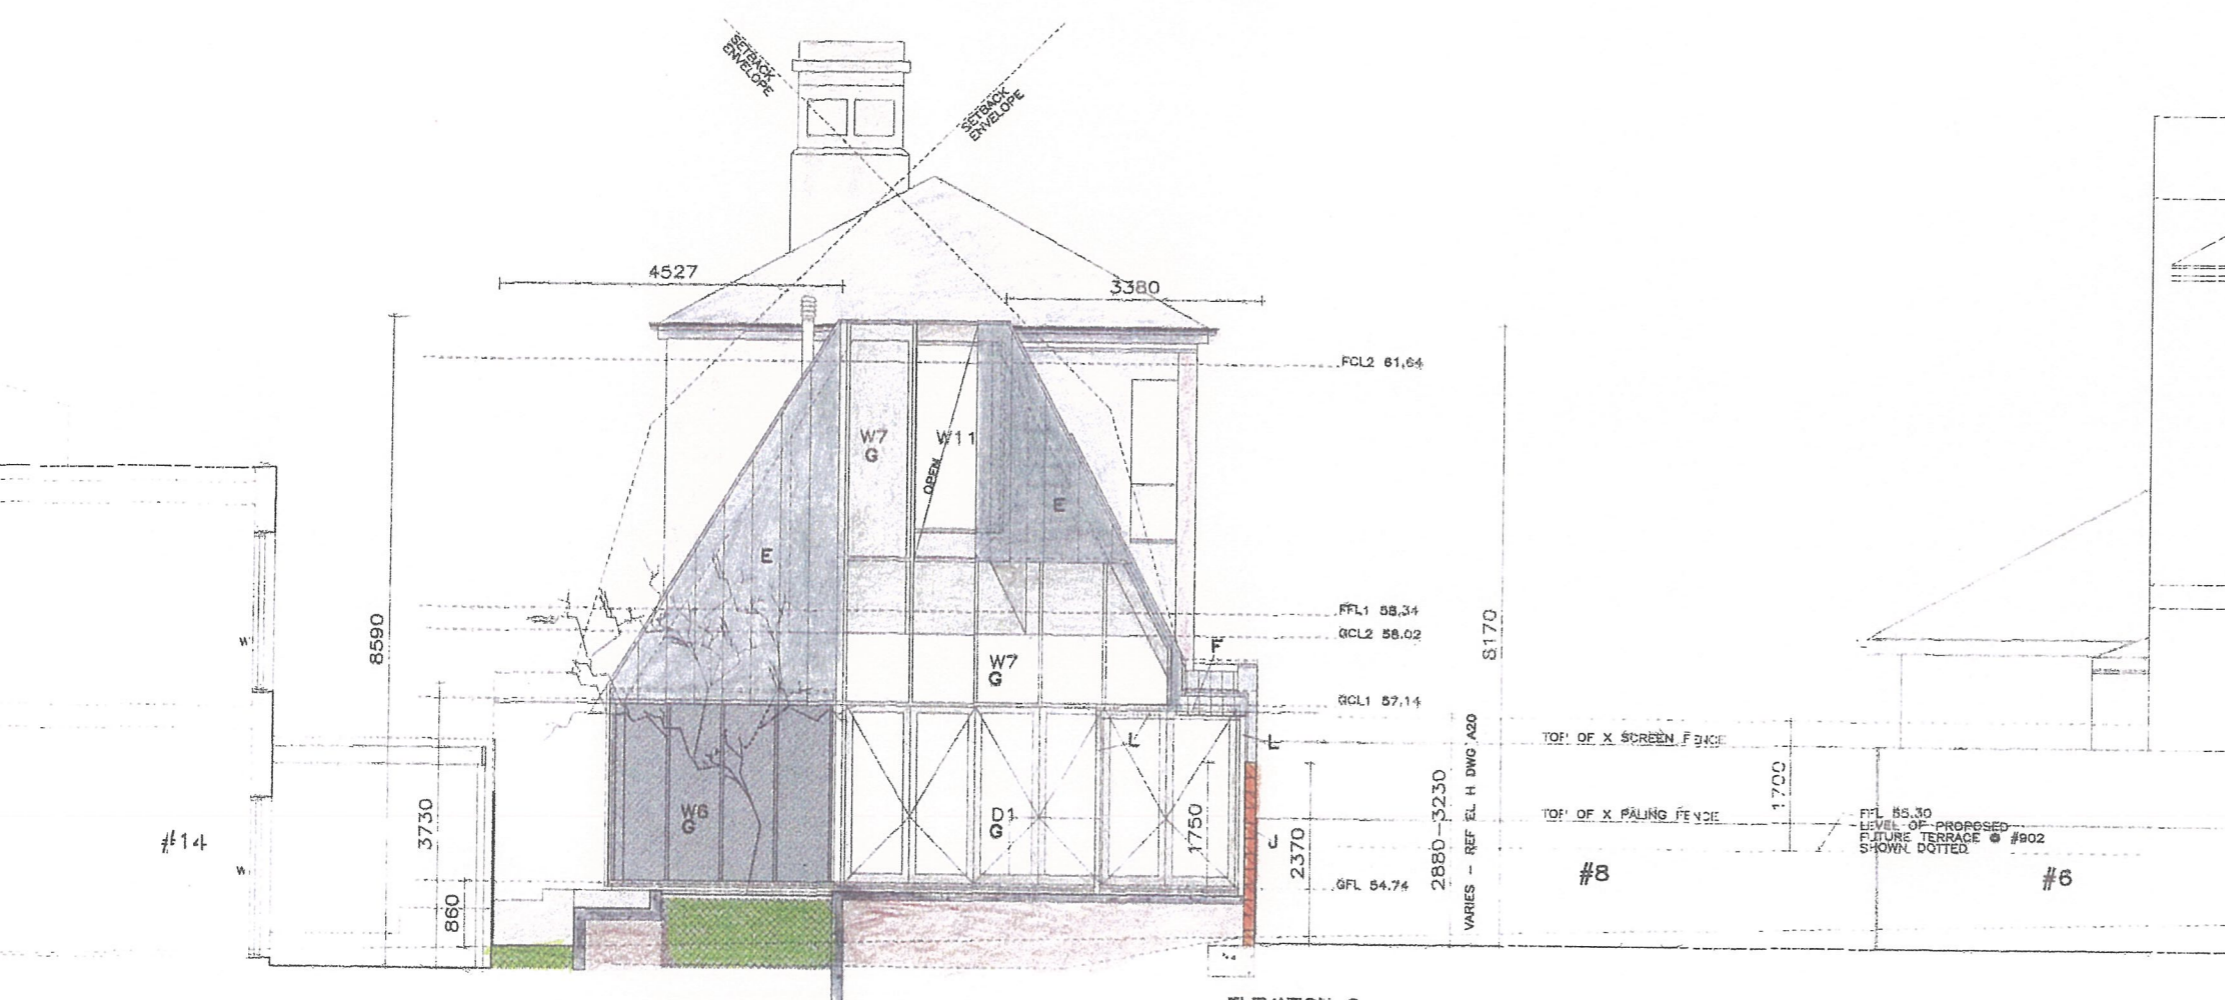 SETBACK
ENVELOPE
SETBACK
ENVELOPE
4527
3380
FCL2 61,64
W7
G
W11
OPEN
E
E
8590
8170
FFL1 58,34
GCL2 58.02
F
W7
G
GCL1 57,14
L
L
TOP OF X SCREEN FENCE
1700
VARIES - REF EL H DWG A20
2880-3230
3730
W6
G
D1
G
1750
2370
J
TOP OF X PALING FENCE
FFL 55.30
LEVEL OF PROPOSED
FUTURE TERRACE @ #902
SHOWN DOTTED
W
W
#14
#8
#6
GFL 54.74
860